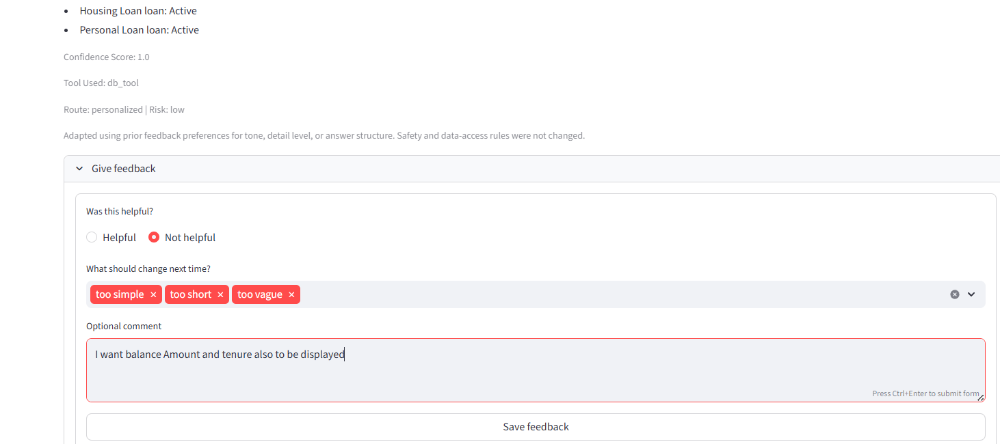 • Housing Loan loan: Active
• Personal Loan loan: Active
Confidence Score: 1.0
Tool Used: db_tool
Route: personalized | Risk: low
Adapted using prior feedback preferences for tone, detail level, or answer structure. Safety and data-access rules were not changed.
Give feedback
Was this helpful?
Helpful Not helpful
What should change next time?
too simple × too short × too vague ×
Optional comment
I want balance Amount and tenure also to be displayed
Press Ctrl+Enter to submit form
Save feedback